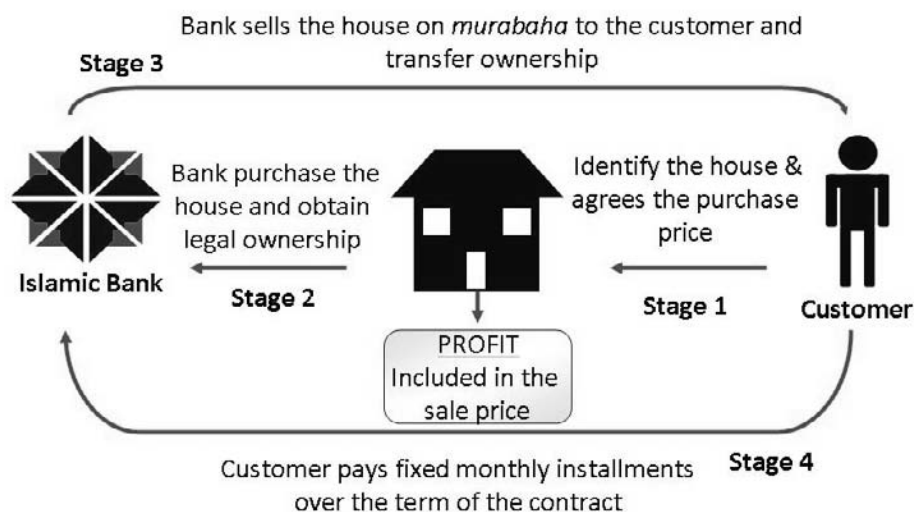 Bank sells the house on murabaha to the customer and
transfer ownership
Stage 3
Bank purchase the
house and obtain
legal ownership
Identify the house &
agrees the purchase
price
Islamic Bank
Stage 2
Stage 1
Customer
PROFIT
Included in the
sale price
Stage 4
Customer pays fixed monthly installments
over the term of the contract